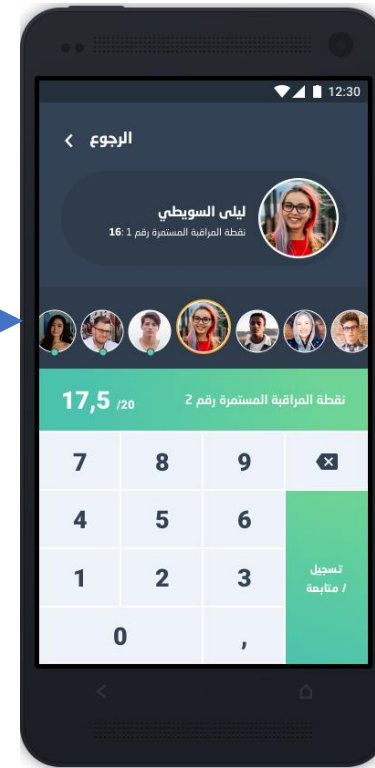 12:30
الرجوع
ليلى السويطي
نقطة المراقبة المستمرة رقم 1 :16
نقطة المراقبة المستمرة رقم 2
17,5 /20
7 8 9
4 5 6
1 2 3
تسجيل
/ متابعة
0 ,